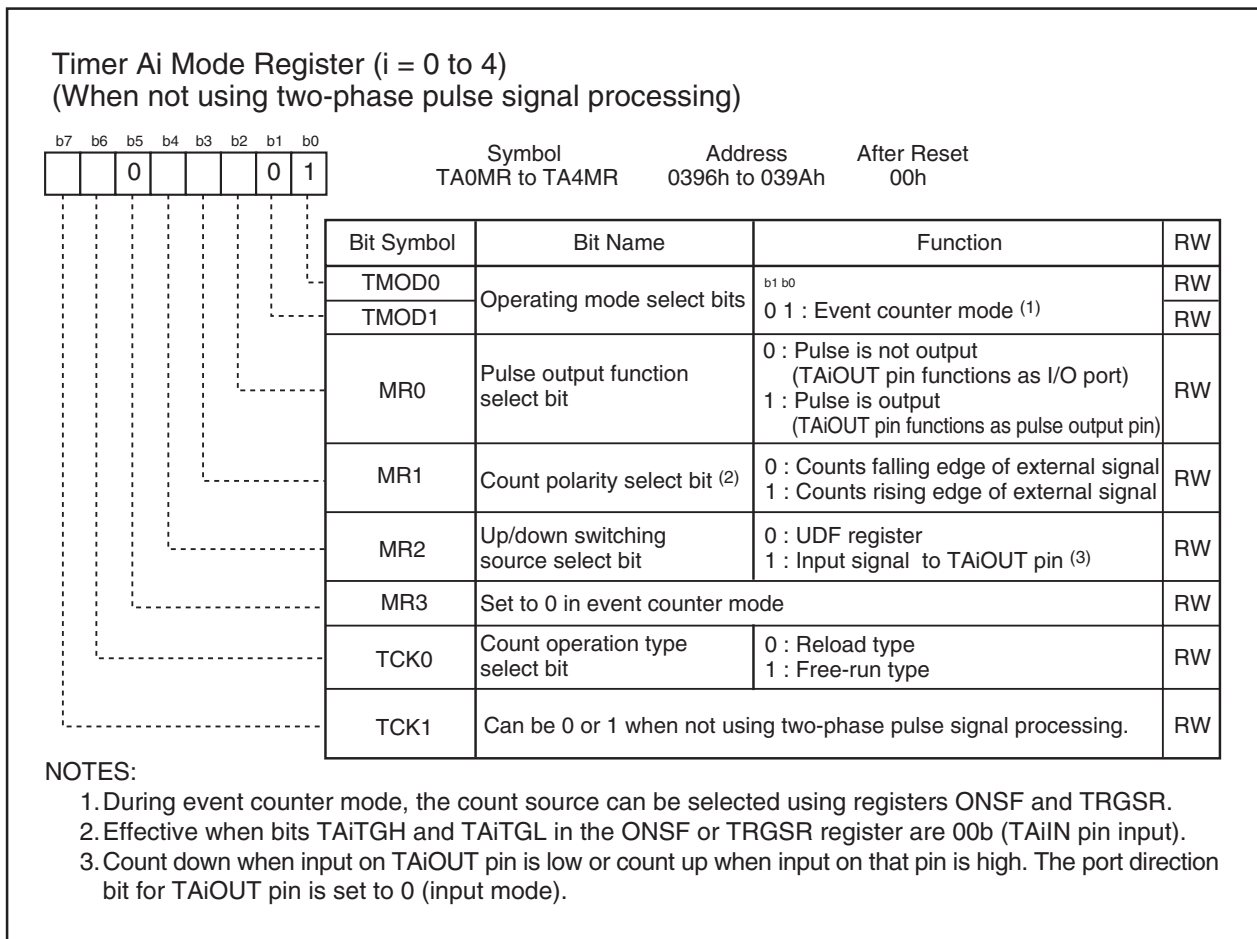 Timer Ai Mode Register (i = 0 to 4)
(When not using two-phase pulse signal processing)
b7 b6 b5 b4 b3 b2 b1 b0
0 0 1
Symbol Address After Reset
TA0MR to TA4MR 0396h to 039Ah 00h
Bit Symbol Bit Name Function RW
TMOD0 Operating mode select bits b1 b0 RW
TMOD1 0 1 : Event counter mode (1) RW
MR0 Pulse output function select bit 0 : Pulse is not output
(TAiOUT pin functions as I/O port)
1 : Pulse is output
(TAiOUT pin functions as pulse output pin) RW
MR1 Count polarity select bit (2) 0 : Counts falling edge of external signal
1 : Counts rising edge of external signal RW
MR2 Up/down switching source select bit 0 : UDF register
1 : Input signal to TAiOUT pin (3) RW
MR3 Set to 0 in event counter mode RW
TCK0 Count operation type select bit 0 : Reload type
1 : Free-run type RW
TCK1 Can be 0 or 1 when not using two-phase pulse signal processing. RW
NOTES:
1. During event counter mode, the count source can be selected using registers ONSF and TRGSR.
2. Effective when bits TAiTGH and TAiTGL in the ONSF or TRGSR register are 00b (TAiIN pin input).
3. Count down when input on TAiOUT pin is low or count up when input on that pin is high. The port direction
bit for TAiOUT pin is set to 0 (input mode).